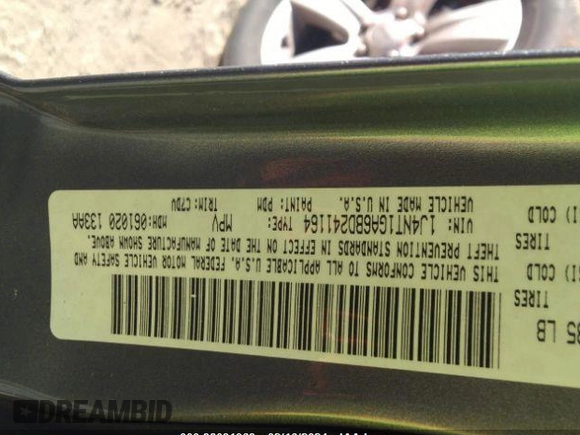 THIS VEHICLE CONFORMS TO ALL APPLICABLE U.S.A. FEDERAL MOTOR VEHICLE SAFETY AND
THEFT PREVENTION STANDARDS IN EFFECT ON THE DATE OF MANUFACTURE SHOWN ABOVE.
VIN: 1J4NT1GA6BD241164 TYPE: MPV MDH:061020 133AA
VEHICLE MADE IN U.S.A. PAINT: PDM TRIM: C7DV
85 LB
TIRES
COLD
TIRES
COLD
DREAMBID